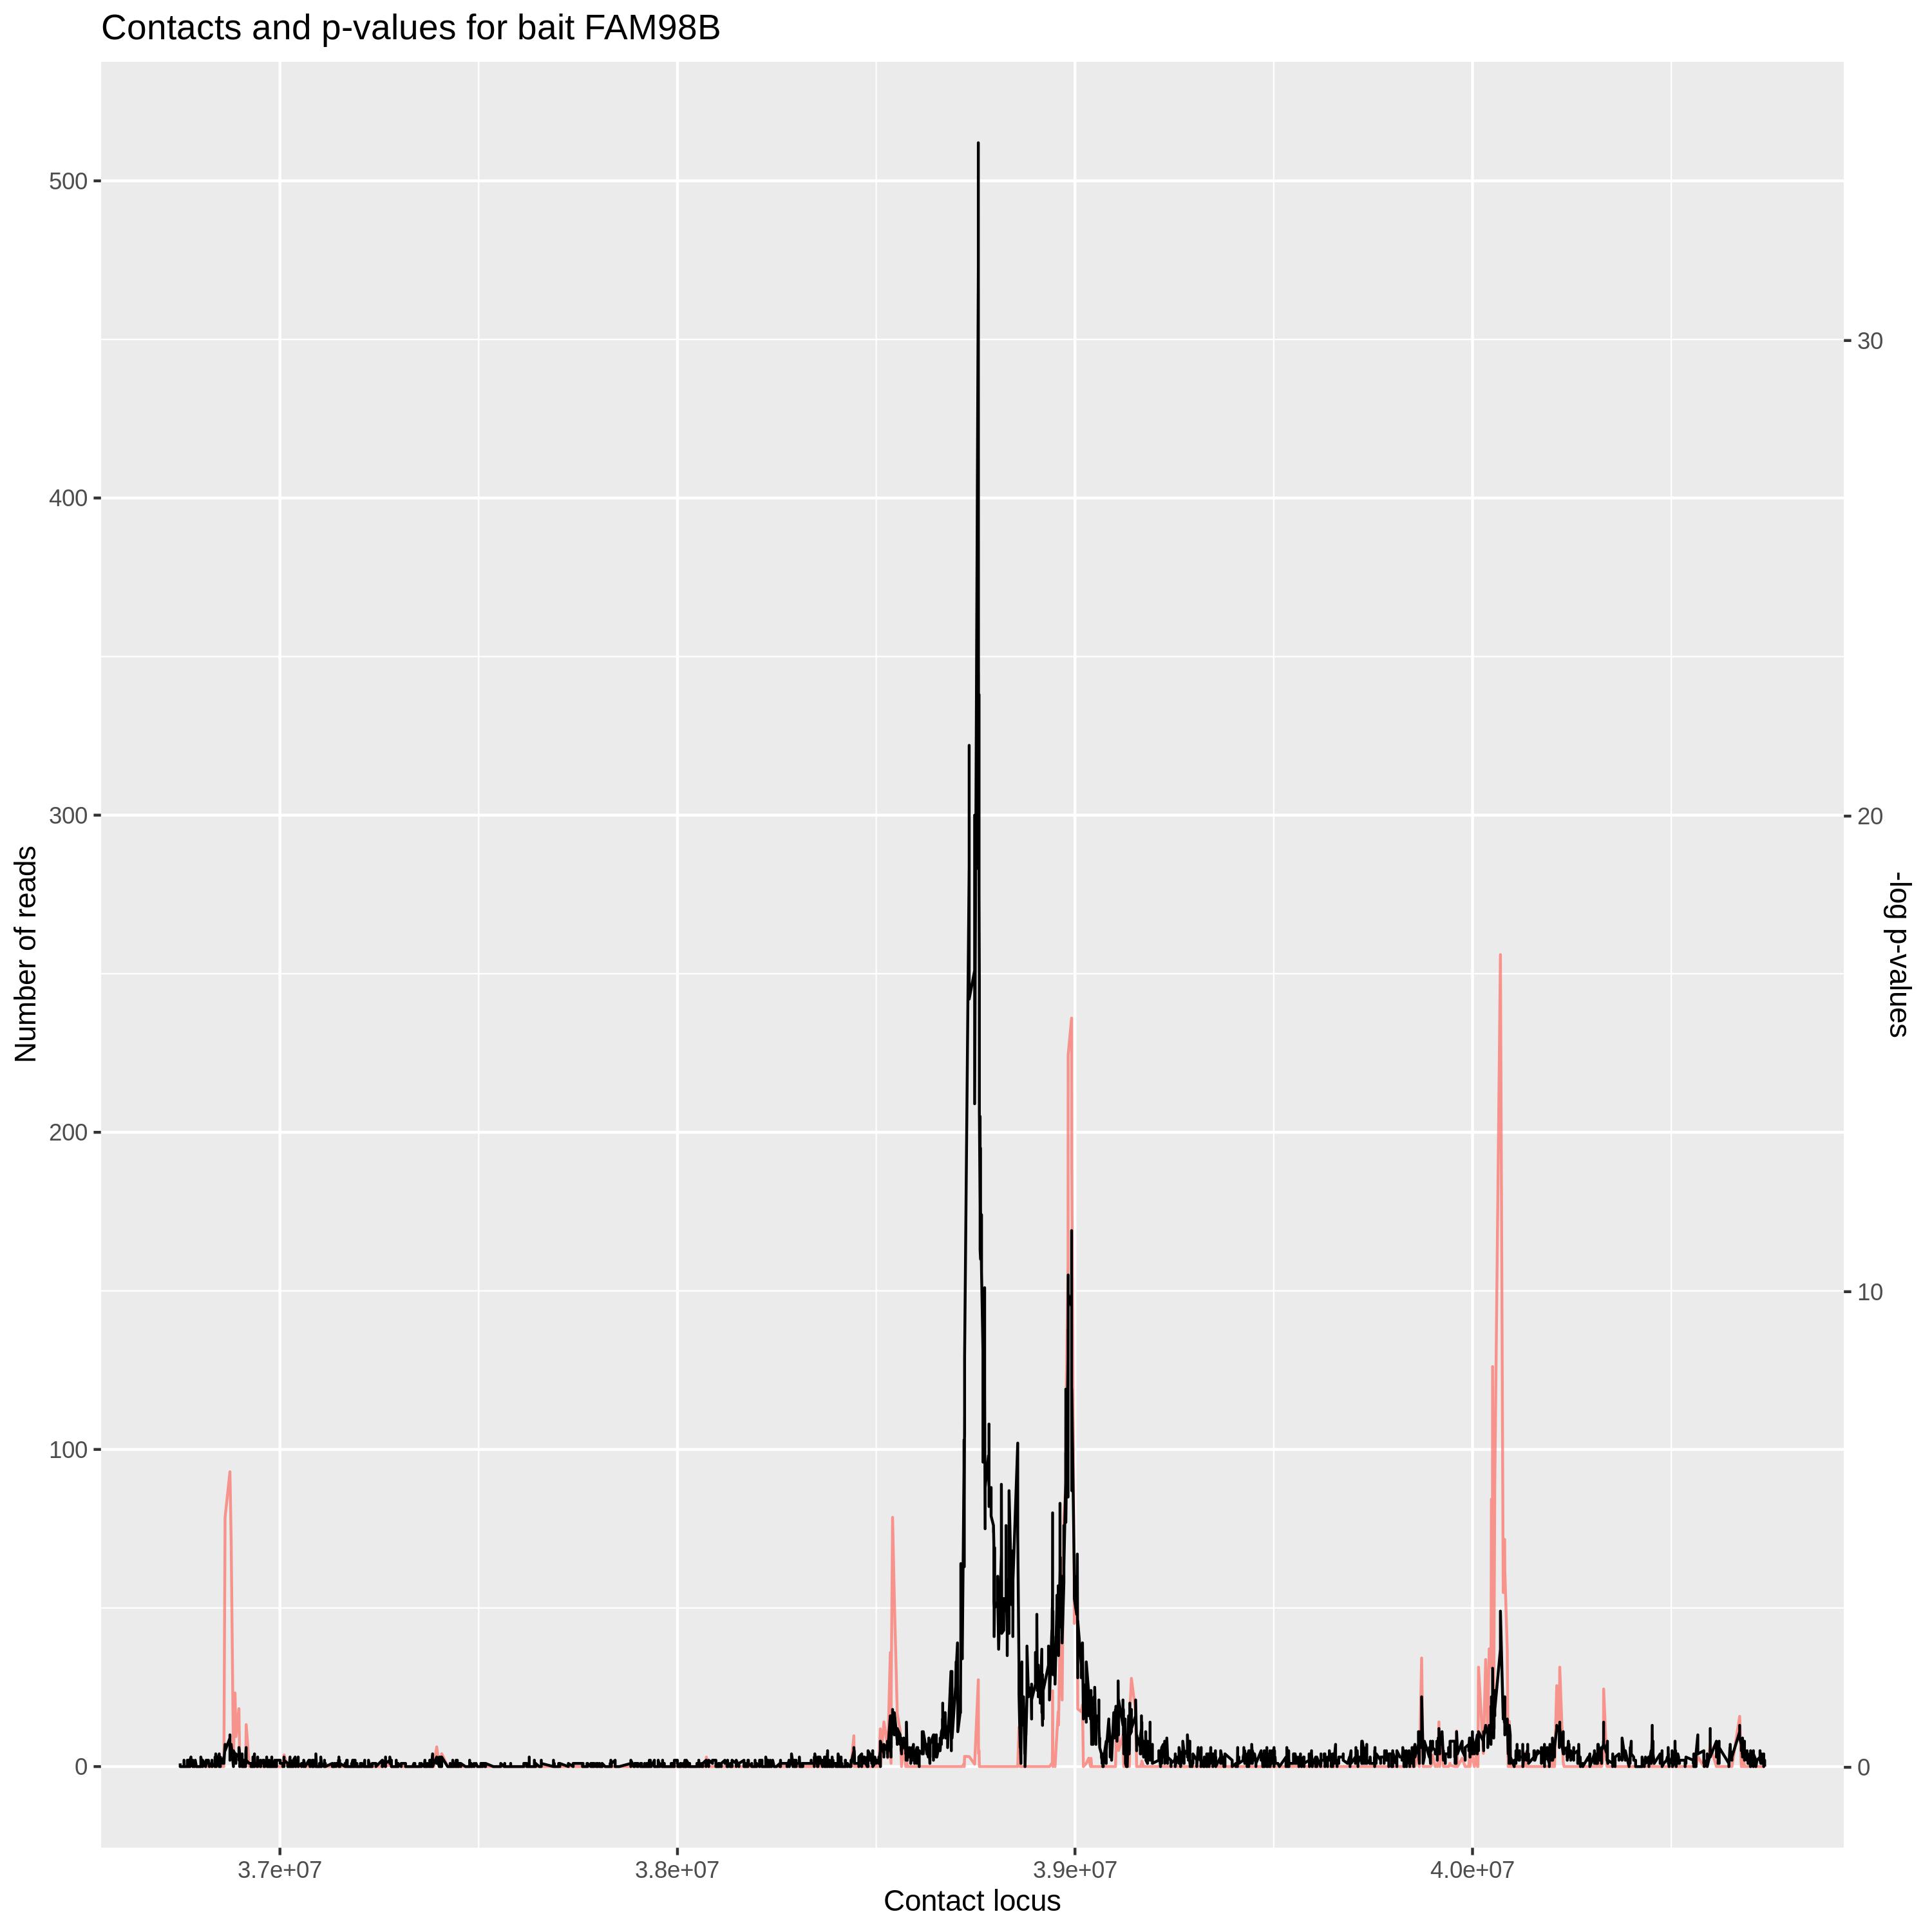 Contacts and p-values for bait FAM98B
500
400
300
200
100
0
Number of reads
30
20
10
0
-log p-values
3.7e+07
3.8e+07
3.9e+07
4.0e+07
Contact locus